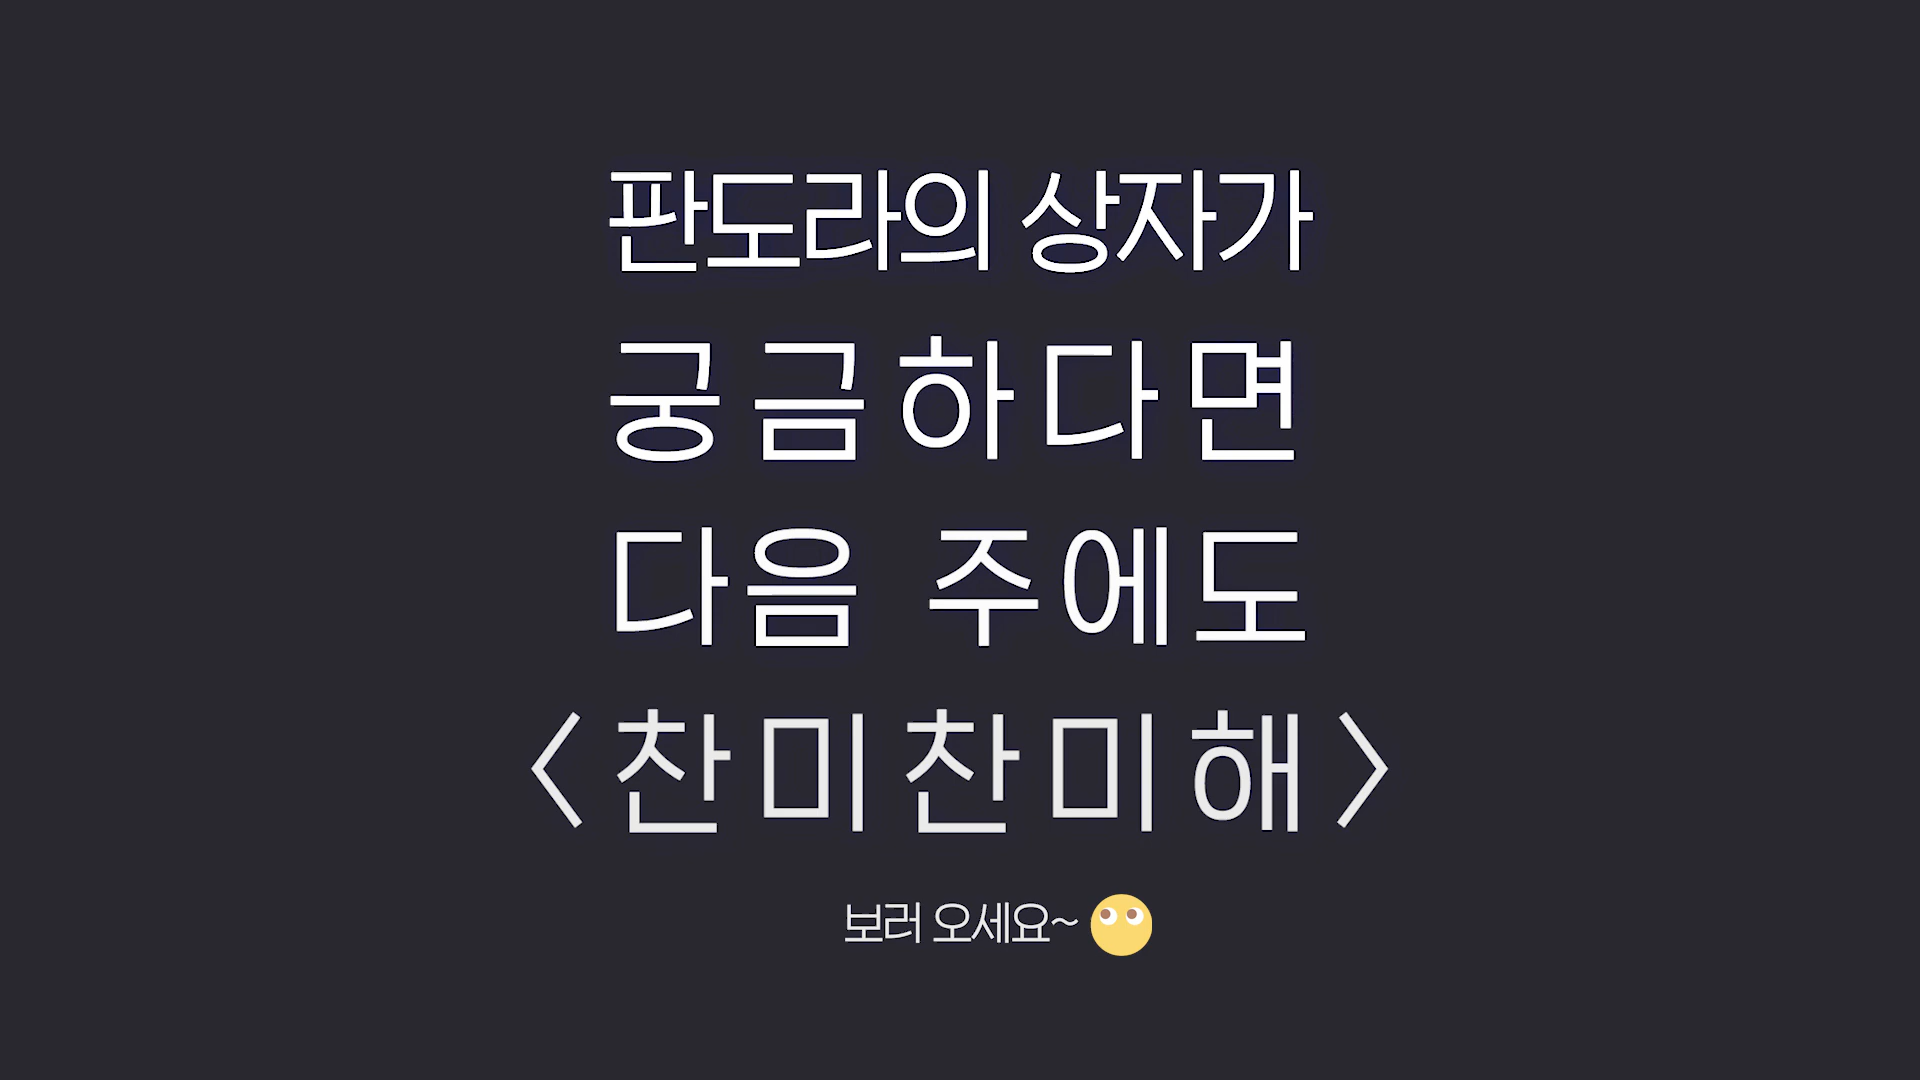 판도라의 상자가
궁금하다면
다음 주에도
<찬미찬미해>
보러 오세요~